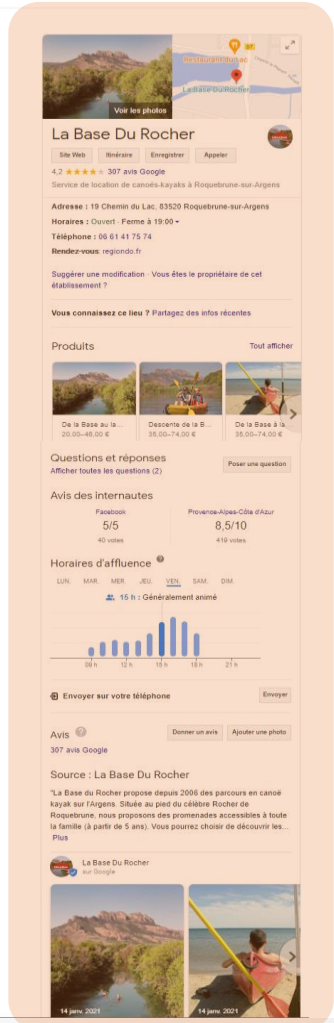 Voir les photos
Restaurant du lac
D7
La Base Du Rocher
La Base Du Rocher
Site Web
Itinéraire
Enregistrer
Appeler
4,2 ★★★★★ 307 avis Google
Service de location de canoës-kayaks à Roquebrune-sur-Argens
Adresse : 19 Chemin du Lac, 83520 Roquebrune-sur-Argens
Horaires : Ouvert · Ferme à 19:00
Téléphone : 06 61 41 75 74
Rendez-vous: regiondo.fr
Suggérer une modification · Vous êtes le propriétaire de cet
établissement ?
Vous connaissez ce lieu ? Partagez des infos récentes
Produits
Tout afficher
De la Base au la...
20,00–46,00 €
Descente de la B...
35,00–74,00 €
De la Base à la
35,00–74,00 €
Questions et réponses
Afficher toutes les questions (2)
Poser une question
Avis des internautes
Facebook
5/5
40 votes
Provence-Alpes-Côte d'Azur
8,5/10
419 votes
Horaires d'affluence
LUN. MAR. MER. JEU. VEN. SAM. DIM.
15 h : Généralement animé
09 h 12 h 15 h 18 h 21 h
Envoyer sur votre téléphone
Envoyer
Avis
Donner un avis
Ajouter une photo
307 avis Google
Source : La Base Du Rocher
"La Base du Rocher propose depuis 2006 des parcours en canoë
kayak sur l'Argens. Située au pied du célèbre Rocher de
Roquebrune, nous proposons des promenades accessibles à toute
la famille (à partir de 5 ans). Vous pourrez choisir de découvrir les...
Plus
La Base Du Rocher
sur Google
14 janv. 2021
14 janv. 2021